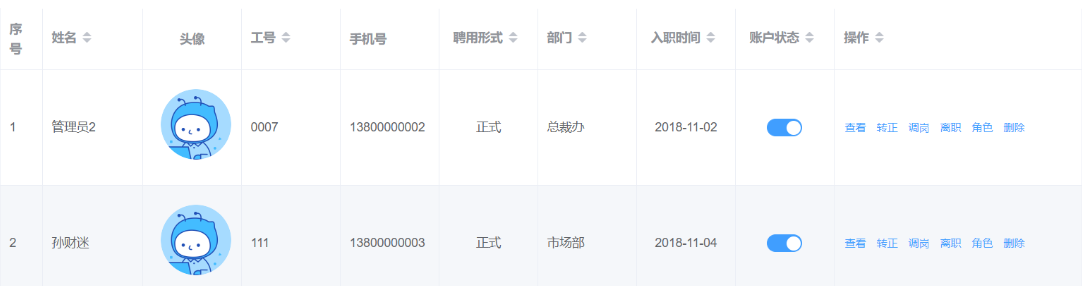 序号 姓名 头像 工号 手机号 聘用形式 部门 入职时间 账户状态 操作
1 管理员2 0007 13800000002 正式 总裁办 2018-11-02 查看 转正 调岗 离职 角色 删除
2 孙财迷 111 13800000003 正式 市场部 2018-11-04 查看 转正 调岗 离职 角色 删除